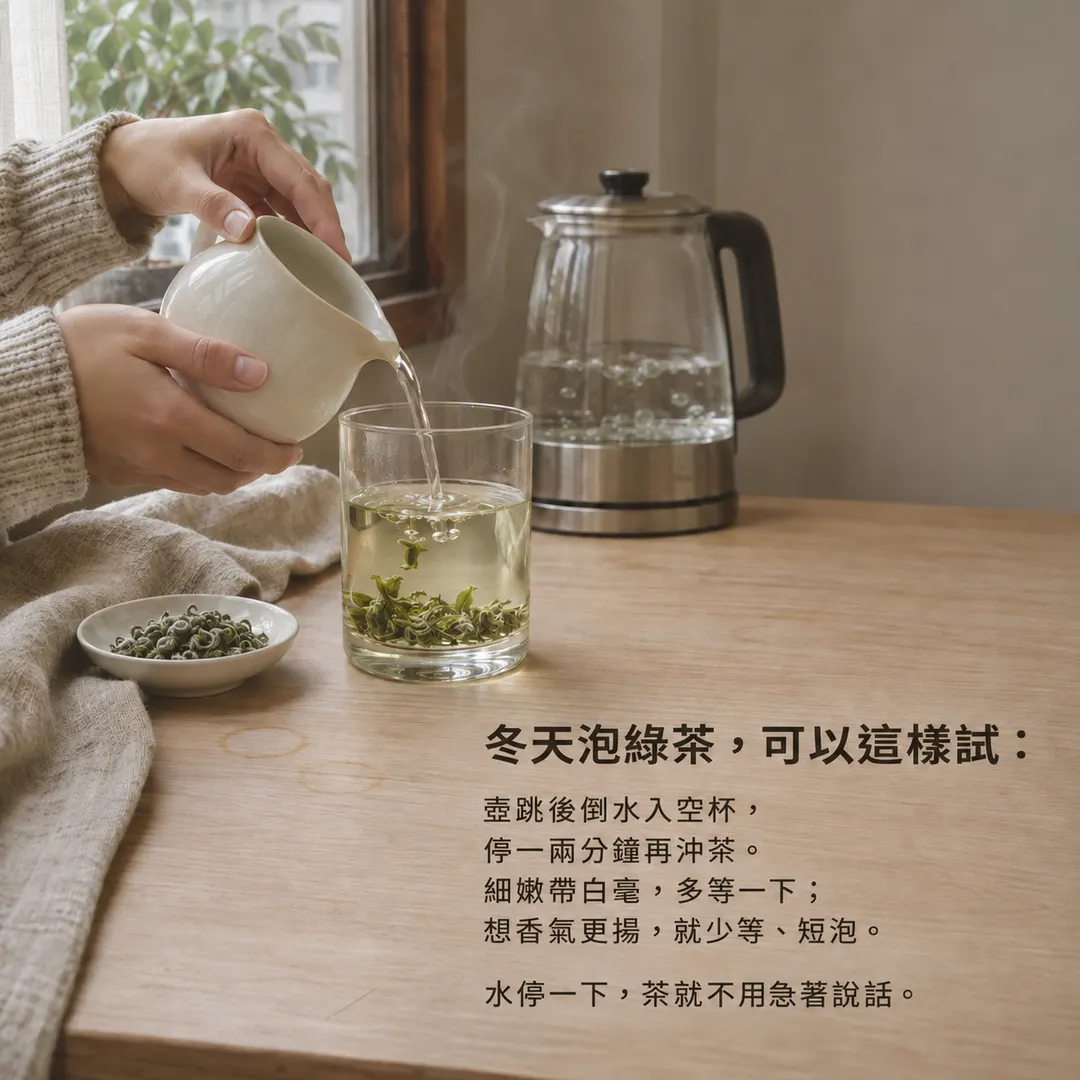 冬天泡綠茶，可以這樣試：
壺跳後倒水入空杯，
停一兩分鐘再沖茶。
細嫩帶白毫，多等一下；
想香氣更揚，就少等、短泡。
水停一下，茶就不用急著說話。